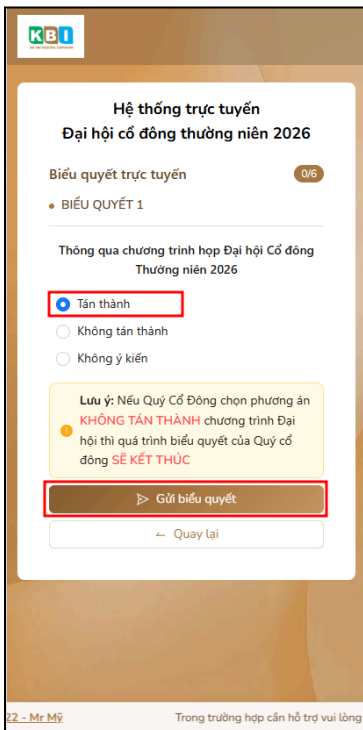 KBI
Hệ thống trực tuyến
Đại hội cổ đông thường niên 2026
Biểu quyết trực tuyến 0/6
BIỂU QUYẾT 1
Thông qua chương trình họp Đại hội Cổ đông
Thường niên 2026
Tán thành
Không tán thành
Không ý kiến
Lưu ý: Nếu Quý Cổ Đông chọn phương án
KHÔNG TÁN THÀNH chương trình Đại
hội thì quá trình biểu quyết của Quý cổ
đông SẼ KẾT THÚC
Gửi biểu quyết
Quay lại
22 - Mr Mỹ Trong trường hợp cần hỗ trợ vui lòng